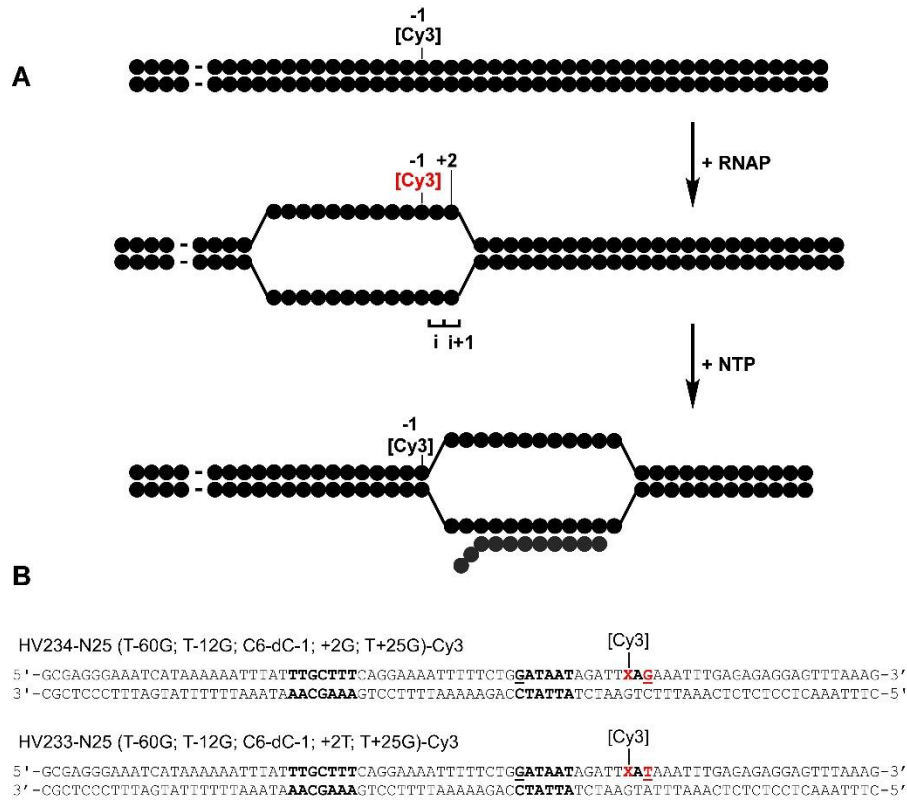 -1
[Cy3]
A
+ RNAP
-1 +2
[Cy3]
i i+1
+ NTP
-1
[Cy3]
B
HV234-N25 (T-60G; T-12G; C6-dC-1; +2G; T+25G)-Cy3
[Cy3]
5'-GCGAGGGAAATCATAAAAAATTTATTTGCTTTCAGGAAAATTTTTCTGGATAATAGATTXAGAAATTTGAGAGAGGAGTTTAAAG-3'
3'-CGCTCCCTTTAGTATTTTTTAAATAAACGAAAGTCCTTTTAAAAAGACCTATTATCTAAGTCTTTAAACTCTCTCCTCAAATTTC-5'
HV233-N25 (T-60G; T-12G; C6-dC-1; +2T; T+25G)-Cy3
[Cy3]
5'-GCGAGGGAAATCATAAAAAATTTATTTGCTTTCAGGAAAATTTTTCTGGATAATAGATTXATAAATTTGAGAGAGGAGTTTAAAG-3'
3'-CGCTCCCTTTAGTATTTTTTAAATAAACGAAAGTCCTTTTAAAAAGACCTATTATCTAAGTATTTAAACTCTCTCCTCAAATTTC-5'